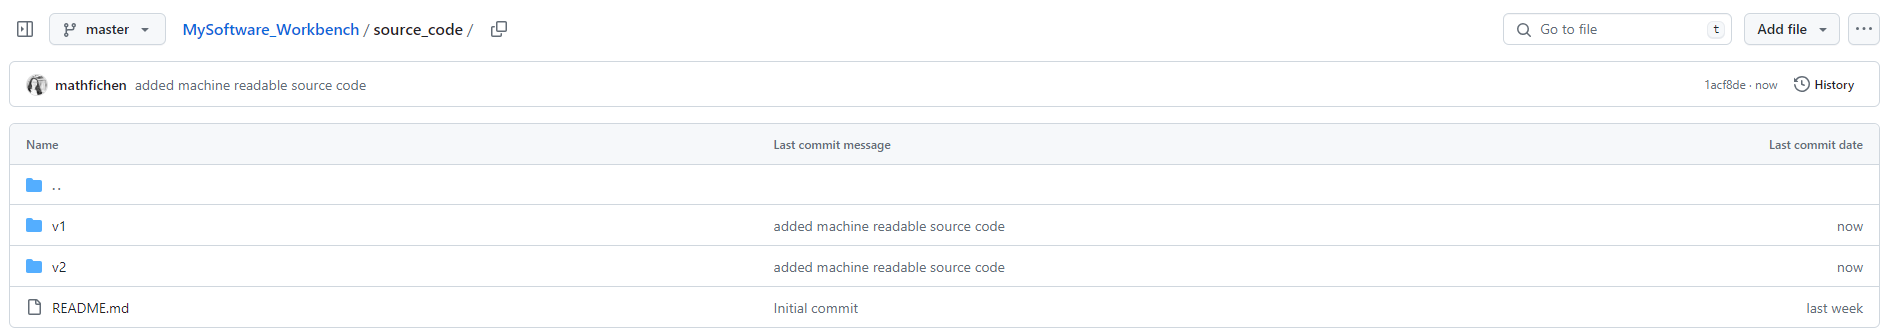 master MySoftware_Workbench / source_code / Go to file t Add file
mathfichen added machine readable source code 1acf8de · now History
Name Last commit message Last commit date
..
v1 added machine readable source code now
v2 added machine readable source code now
README.md Initial commit last week